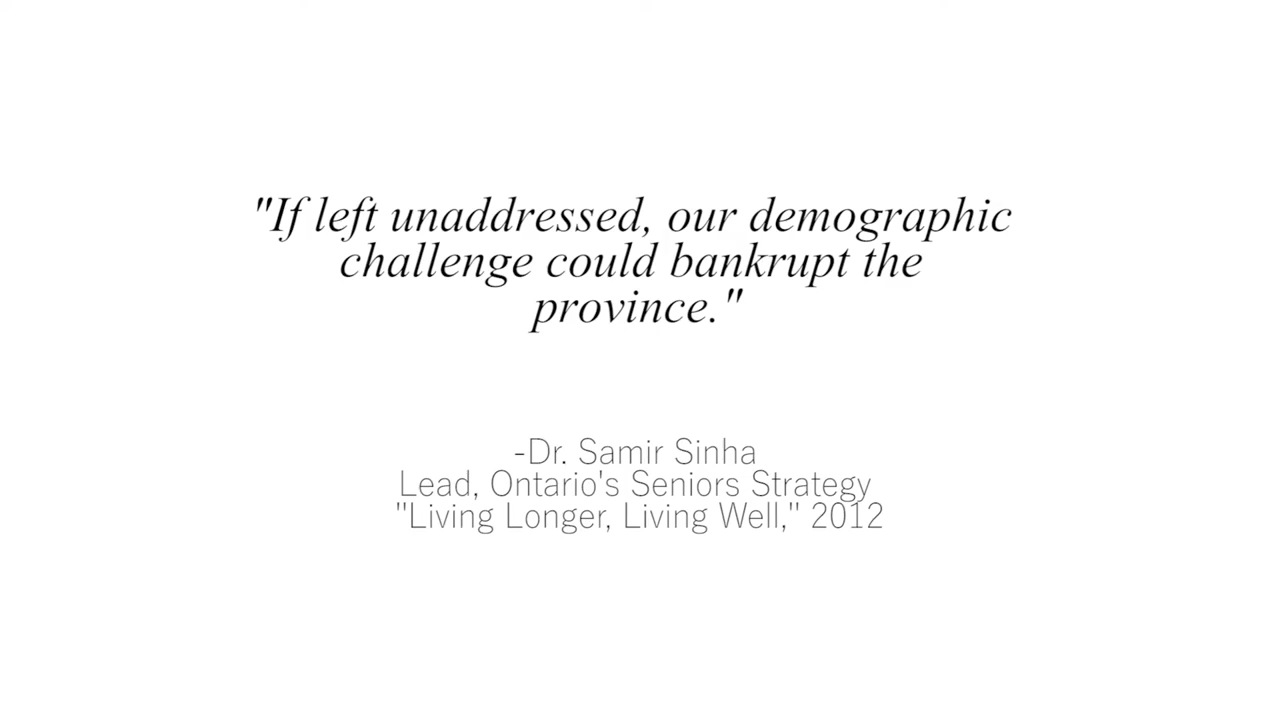 "If left unaddressed, our demographic
challenge could bankrupt the
province."
-Dr. Samir Sinha
Lead, Ontario's Seniors Strategy
"Living Longer, Living Well," 2012